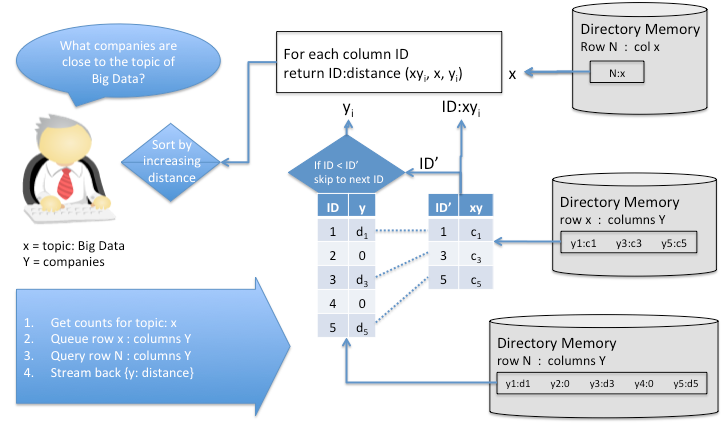 What companies are
close to the topic of
Big Data?
For each column ID
return ID:distance (xyᵢ, x, yᵢ)
x
Directory Memory
Row N : col x
N:x
yᵢ
ID:xyᵢ
Sort by
increasing
distance
If ID < ID’
skip to next ID
ID’
ID y
1 d₁
2 0
3 d₃
4 0
5 d₅
ID’ xy
1 c₁
3 c₃
5 c₅
Directory Memory
row x : columns Y
y1:c1 y3:c3 y5:c5
x = topic: Big Data
Y = companies
1. Get counts for topic: x
2. Queue row x : columns Y
3. Query row N : columns Y
4. Stream back {y: distance}
Directory Memory
row N : columns Y
y1:d1 y2:0 y3:d3 y4:0 y5:d5